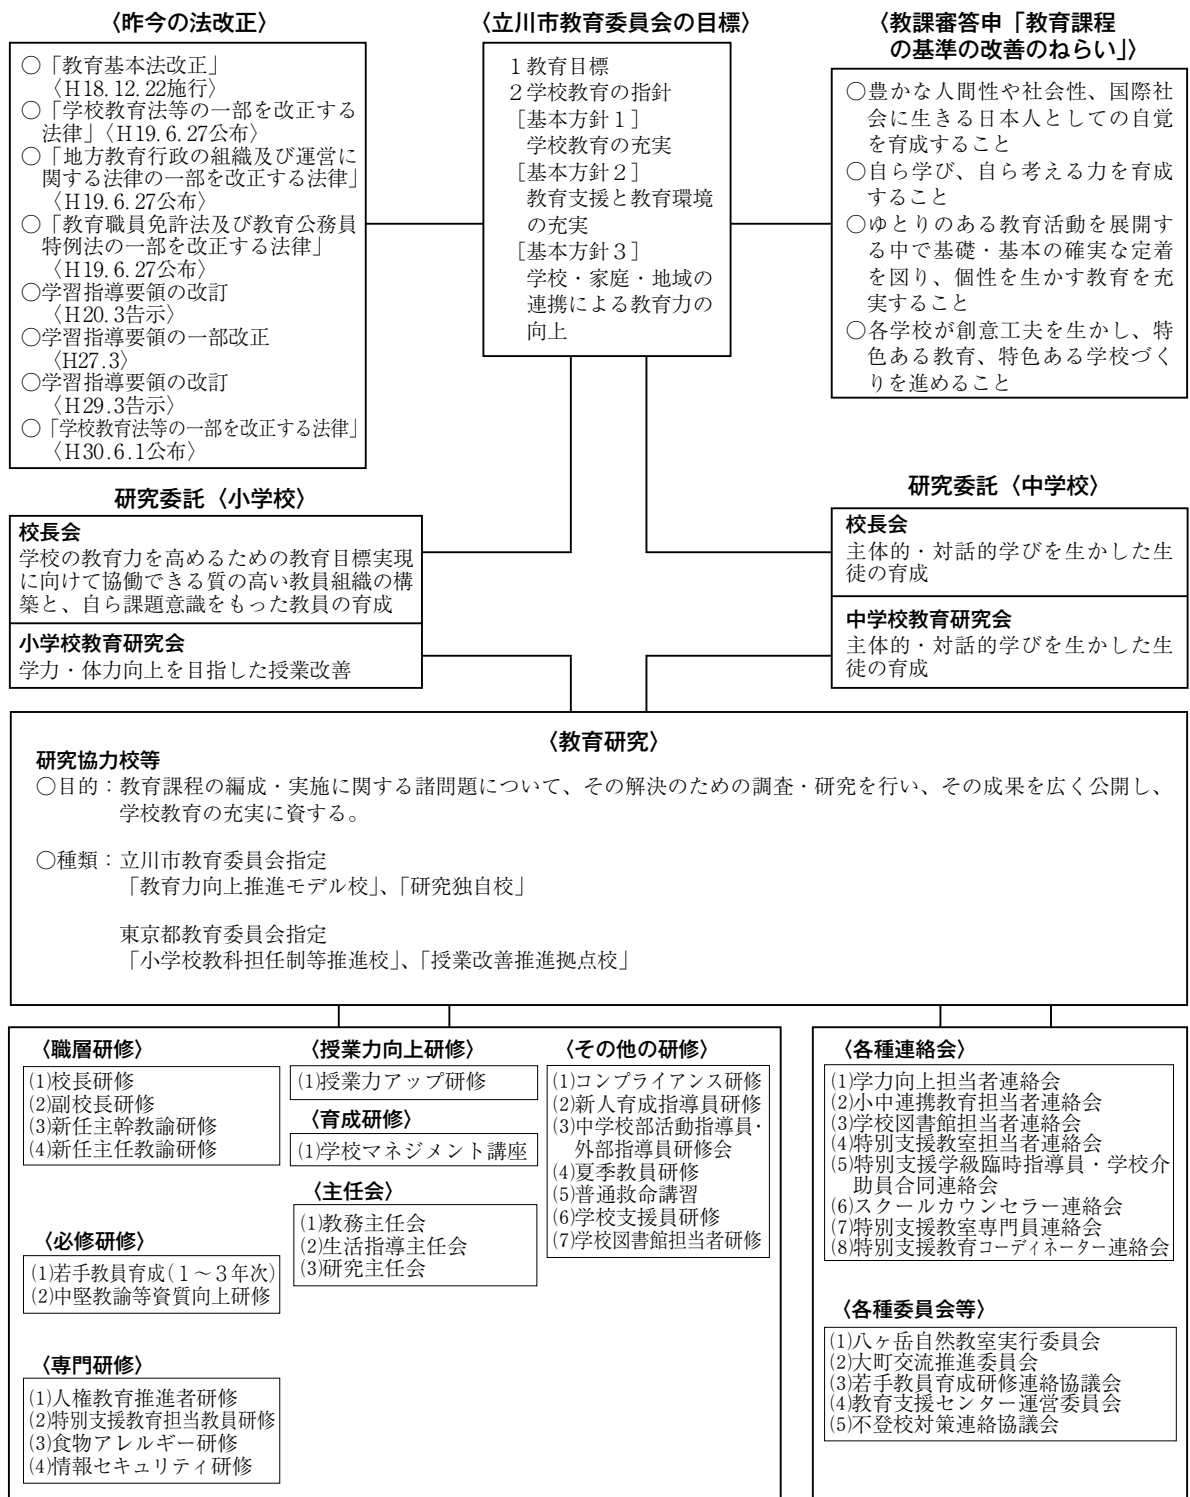 〈昨今の法改正〉
○「教育基本法改正」
〈H18.12.22施行〉
○「学校教育法等の一部を改正する
法律」〈H19.6.27公布〉
○「地方教育行政の組織及び運営に
関する法律の一部を改正する法律」
〈H19.6.27公布〉
○「教育職員免許法及び教育公務員
特例法の一部を改正する法律」
〈H19.6.27公布〉
○学習指導要領の改訂
〈H20.3告示〉
○学習指導要領の一部改正
〈H27.3〉
○学習指導要領の改訂
〈H29.3告示〉
○「学校教育法等の一部を改正する法律」
〈H30.6.1公布〉
〈立川市教育委員会の目標〉
1教育目標
2学校教育の指針
[基本方針1]
学校教育の充実
[基本方針2]
教育支援と教育環境
の充実
[基本方針3]
学校・家庭・地域の
連携による教育力の
向上
〈教課審答申「教育課程
の基準の改善のねらい」〉
○豊かな人間性や社会性、国際社
会に生きる日本人としての自覚
を育成すること
○自ら学び、自ら考える力を育成
すること
○ゆとりのある教育活動を展開す
る中で基礎・基本の確実な定着
を図り、個性を生かす教育を充
実すること
○各学校が創意工夫を生かし、特
色ある教育、特色ある学校づく
りを進めること
研究委託〈小学校〉
校長会
学校の教育力を高めるための教育目標実現
に向けて協働できる質の高い教員組織の構
築と、自ら課題意識をもった教員の育成
小学校教育研究会
学力・体力向上を目指した授業改善
研究委託〈中学校〉
校長会
主体的・対話的学びを生かした生
徒の育成
中学校教育研究会
主体的・対話的学びを生かした生
徒の育成
〈教育研究〉
研究協力校等
○目的：教育課程の編成・実施に関する諸問題について、その解決のための調査・研究を行い、その成果を広く公開し、
学校教育の充実に資する。
○種類：立川市教育委員会指定
「教育力向上推進モデル校」、「研究独自校」
東京都教育委員会指定
「小学校教科担任制等推進校」、「授業改善推進拠点校」
〈職層研修〉
(1)校長研修
(2)副校長研修
(3)新任主幹教諭研修
(4)新任主任教諭研修
〈必修研修〉
(1)若手教員育成(1～3年次)
(2)中堅教諭等資質向上研修
〈専門研修〉
(1)人権教育推進者研修
(2)特別支援教育担当教員研修
(3)食物アレルギー研修
(4)情報セキュリティ研修
〈授業力向上研修〉
(1)授業力アップ研修
〈育成研修〉
(1)学校マネジメント講座
〈主任会〉
(1)教務主任会
(2)生活指導主任会
(3)研究主任会
〈その他の研修〉
(1)コンプライアンス研修
(2)新人育成指導員研修
(3)中学校部活動指導員・
外部指導員研修会
(4)夏季教員研修
(5)普通救命講習
(6)学校支援員研修
(7)学校図書館担当者研修
〈各種連絡会〉
(1)学力向上担当者連絡会
(2)小中連携教育担当者連絡会
(3)学校図書館担当者連絡会
(4)特別支援教室担当者連絡会
(5)特別支援学級臨時指導員・学校介
助員合同連絡会
(6)スクールカウンセラー連絡会
(7)特別支援教室専門員連絡会
(8)特別支援教育コーディネーター連絡会
〈各種委員会等〉
(1)八ヶ岳自然教室実行委員会
(2)大町交流推進委員会
(3)若手教員育成研修連絡協議会
(4)教育支援センター運営委員会
(5)不登校対策連絡協議会